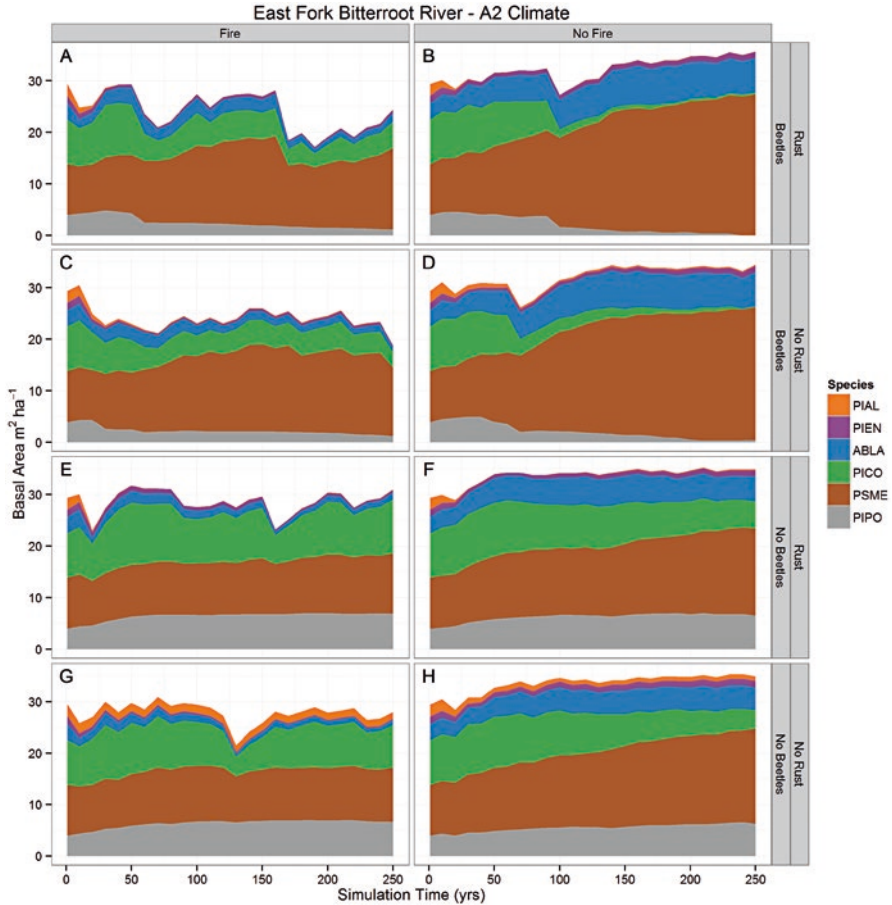 East Fork Bitterroot River - A2 Climate
Fire
No Fire
A
B
30
20
10
0
Beetles
Rust
C
D
30
20
10
0
Beetles
No Rust
E
F
30
20
10
0
No Beetles
Rust
G
H
30
20
10
0
No Beetles
No Rust
0 50 100 150 200 250
0 50 100 150 200 250
Simulation Time (yrs)
Basal Area m² ha⁻¹
Species
PIAL
PIEN
ABLA
PICO
PSME
PIPO